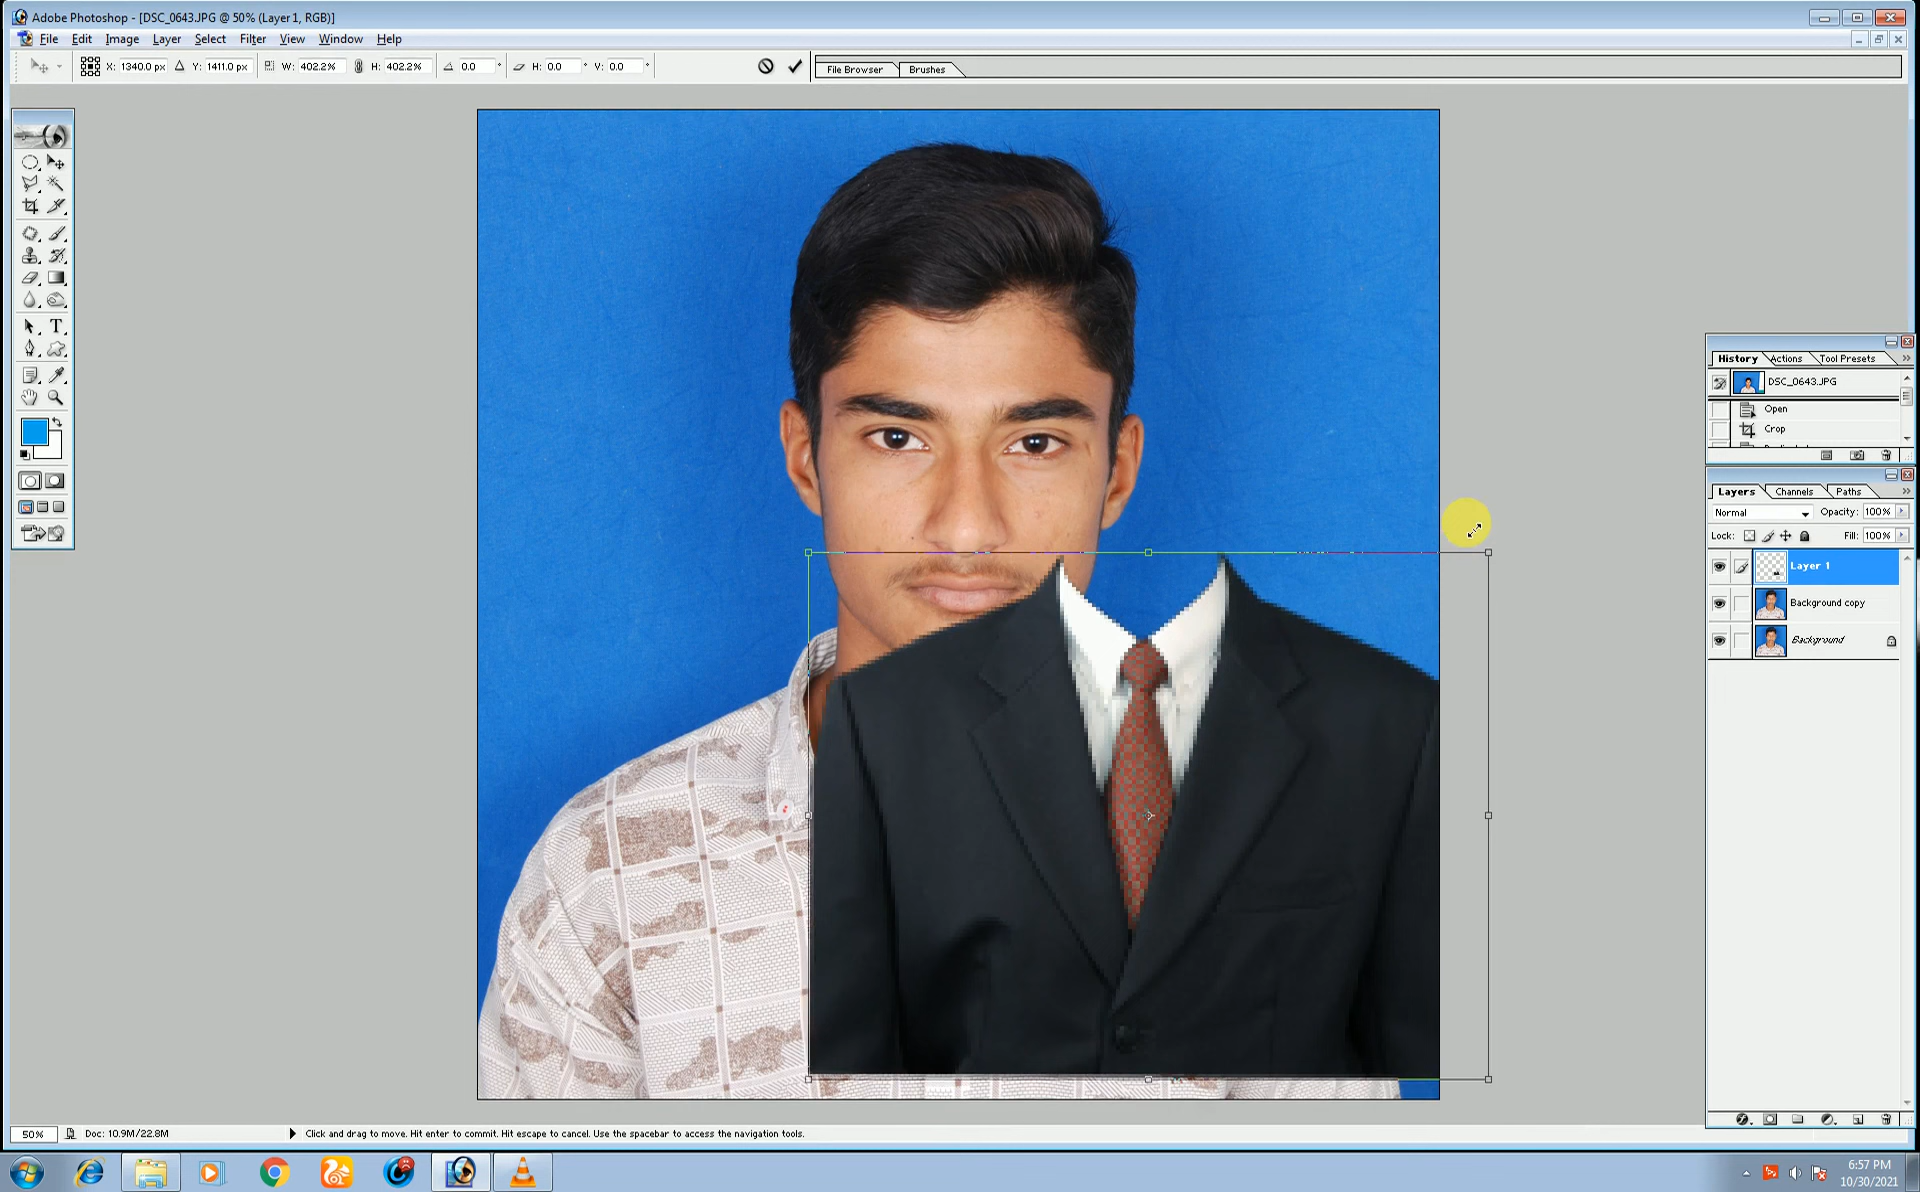 Adobe Photoshop - [DSC_0643.JPG @ 50% (Layer 1, RGB)]
File Edit Image Layer Select Filter View Window Help
X: 1340.0 px Y: 1411.0 px W: 402.2% H: 402.2% 0.0 ° H: 0.0 ° V: 0.0 °
File Browser Brushes
History Actions Tool Presets
DSC_0643.JPG
Open
Crop
Layers Channels Paths
Normal Opacity: 100%
Lock: Fill: 100%
Layer 1
Background copy
Background
50% Doc: 10.9M/22.8M Click and drag to move. Hit enter to commit. Hit escape to cancel. Use the spacebar to access the navigation tools.
6:57 PM
10/30/2021